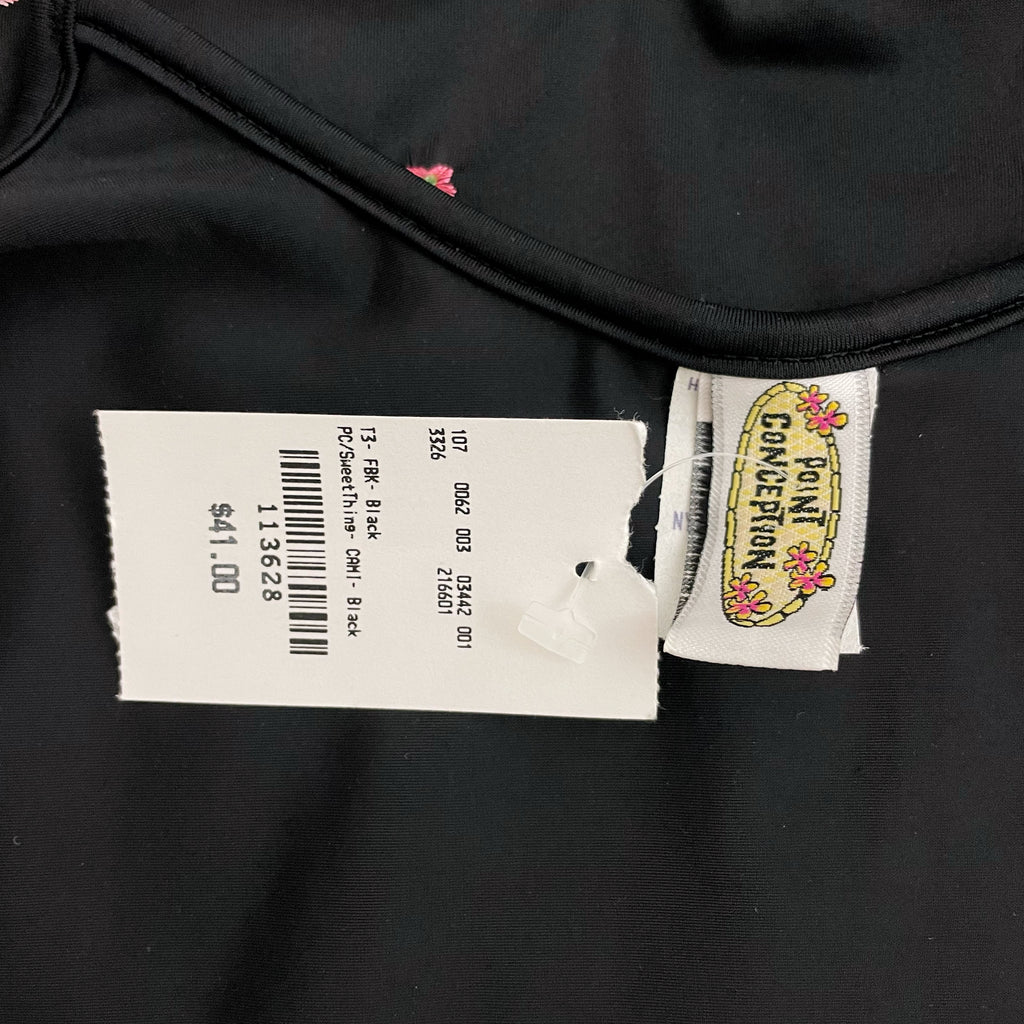 107 0062 003 03442 001
3326 216601
T3- FBK- Black
PC/SweetThing- CAMI- Black
113628
$41.00
POINT
CONCEPTION
H
N